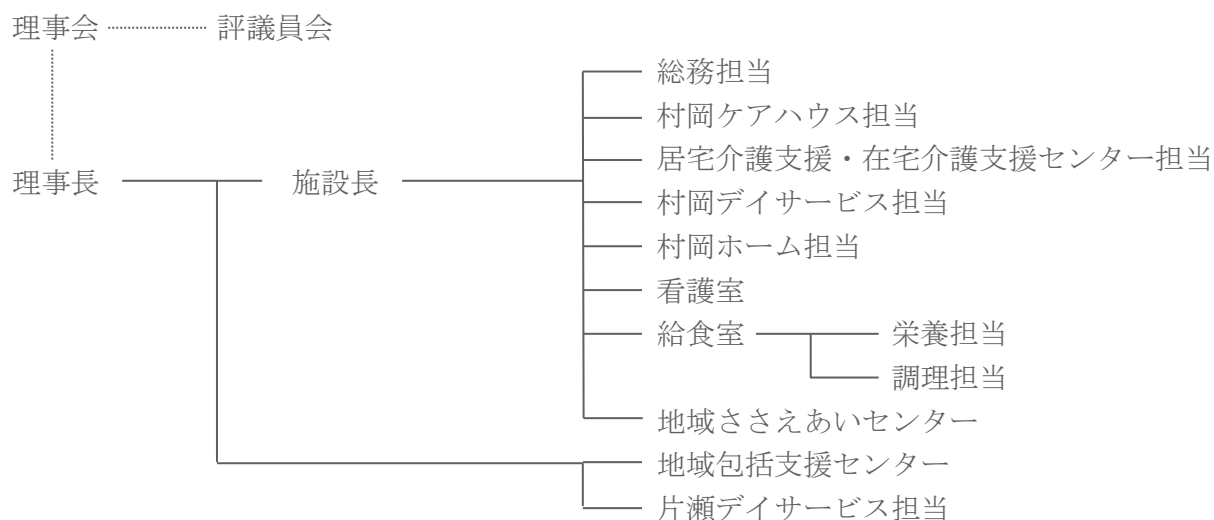 理事会 評議員会
総務担当
村岡ケアハウス担当
居宅介護支援・在宅介護支援センター担当
理事長 施設長
村岡デイサービス担当
村岡ホーム担当
看護室
給食室 栄養担当
調理担当
地域ささえあいセンター
地域包括支援センター
片瀬デイサービス担当